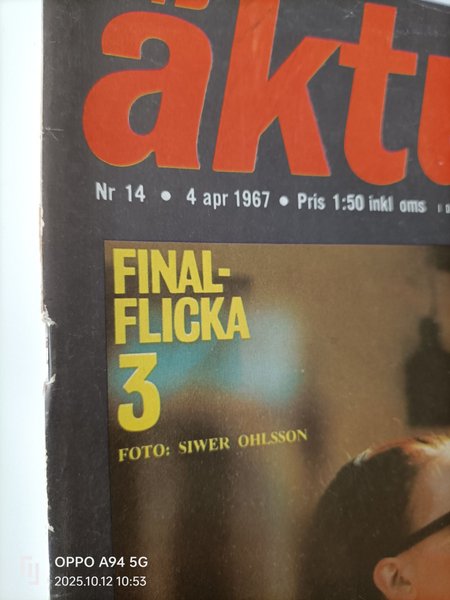 äktu
Nr 14 • 4 apr 1967 • Pris 1:50 inkl oms
FINAL-
FLICKA
3
FOTO: SIWER OHLSSON
OPPO A94 5G
2025.10.12 10:53